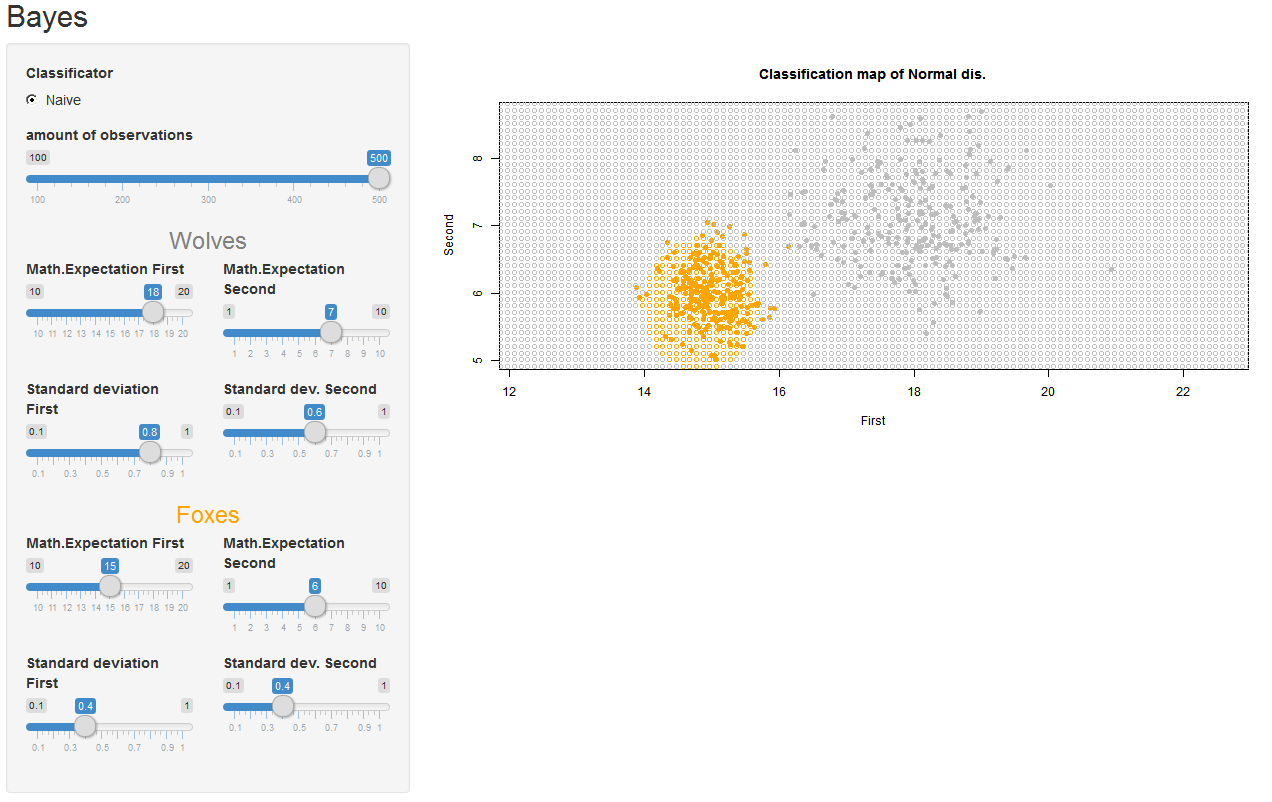 Bayes
Classificator
Naive
amount of observations
100 500
100 200 300 400 500
Wolves
Math.Expectation First
10 18 20
10 11 12 13 14 15 16 17 18 19 20
Math.Expectation
Second
1 7 10
1 2 3 4 5 6 7 8 9 10
Standard deviation
First
0.1 0.8 1
0.1 0.3 0.5 0.7 0.9 1
Standard dev. Second
0.1 0.6 1
0.1 0.3 0.5 0.7 0.9 1
Foxes
Math.Expectation First
10 15 20
10 11 12 13 14 15 16 17 18 19 20
Math.Expectation
Second
1 6 10
1 2 3 4 5 6 7 8 9 10
Standard deviation
First
0.1 0.4 1
0.1 0.3 0.5 0.7 0.9 1
Standard dev. Second
0.1 0.4 1
0.1 0.3 0.5 0.7 0.9 1
Classification map of Normal dis.
Second
8
7
6
5
12 14 16 18 20 22
First